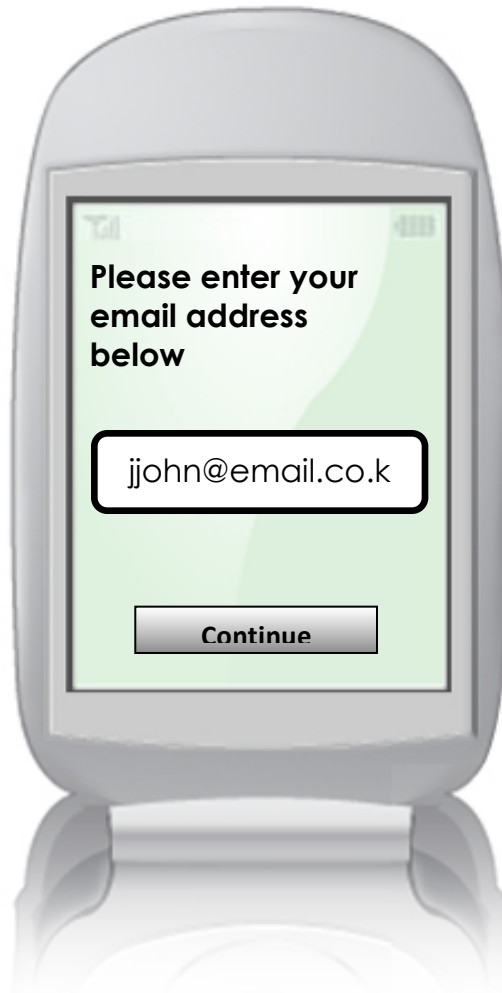 Please enter your
email address
below
jjohn@email.co.k
Continue